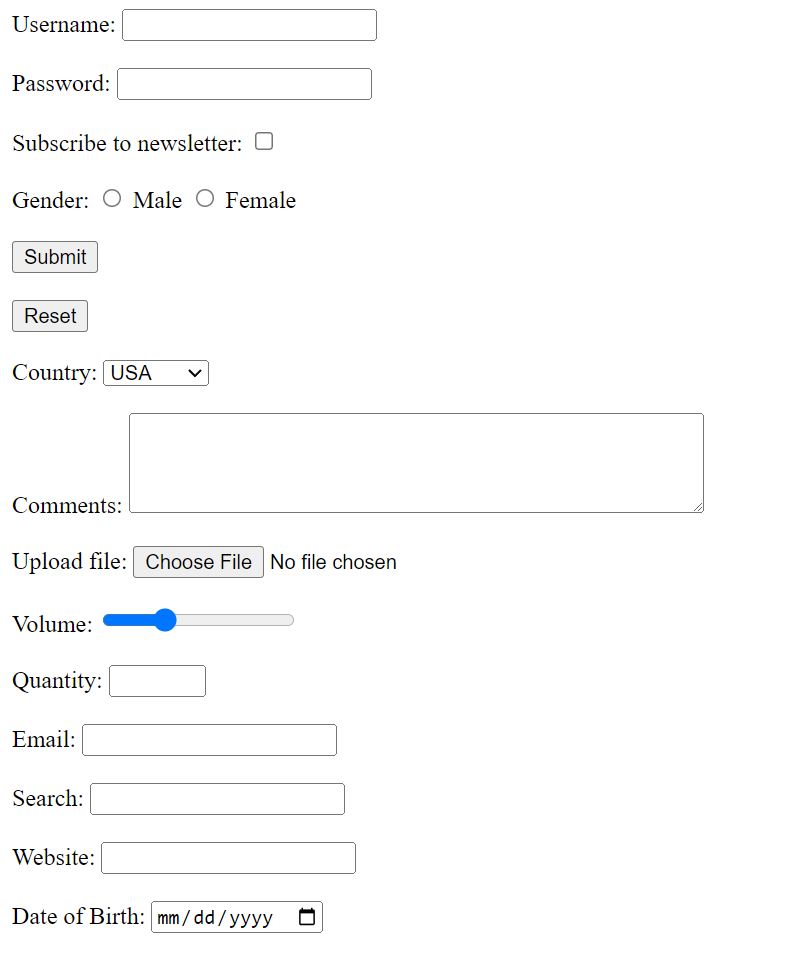 Username:
Password:
Subscribe to newsletter:
Gender: Male Female
Submit
Reset
Country: USA
Comments:
Upload file: Choose File No file chosen
Volume:
Quantity:
Email:
Search:
Website:
Date of Birth: mm/dd/yyyy